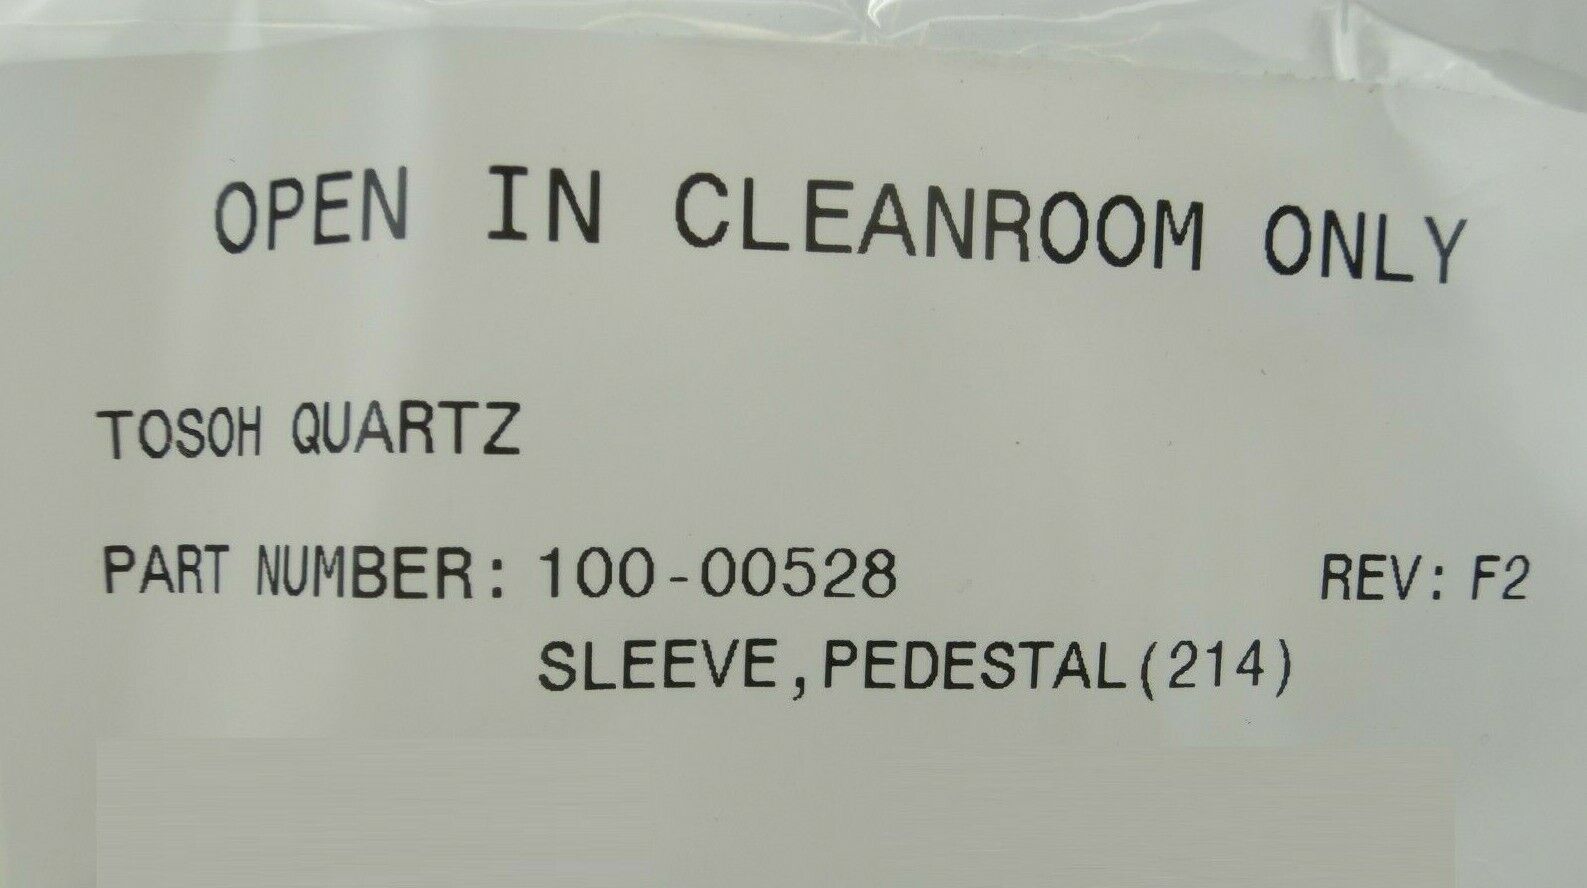 OPEN IN CLEANROOM ONLY
TOSOH QUARTZ
PART NUMBER: 100-00528 REV: F2
SLEEVE,PEDESTAL(214)